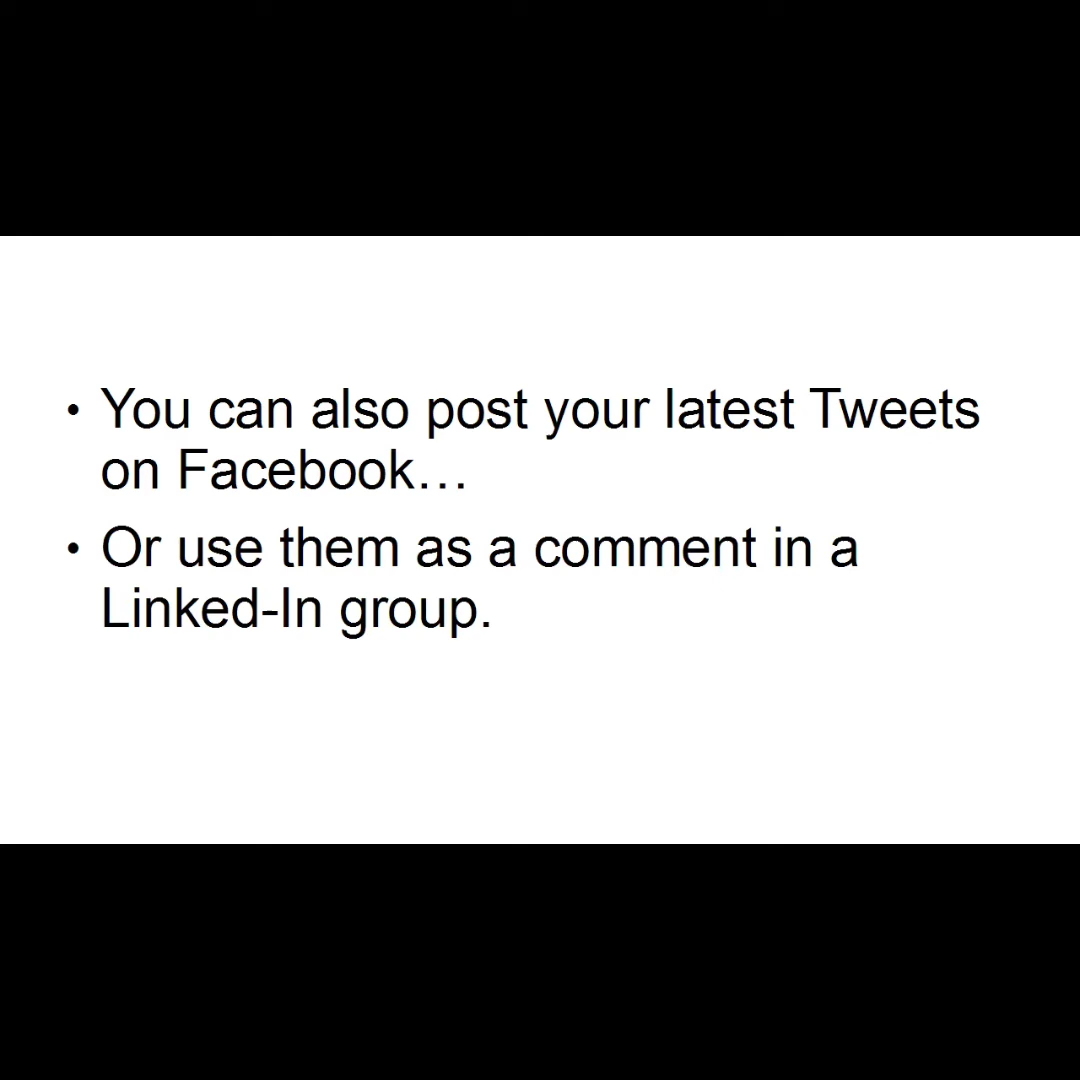 • You can also post your latest Tweets
on Facebook…
• Or use them as a comment in a
Linked-In group.